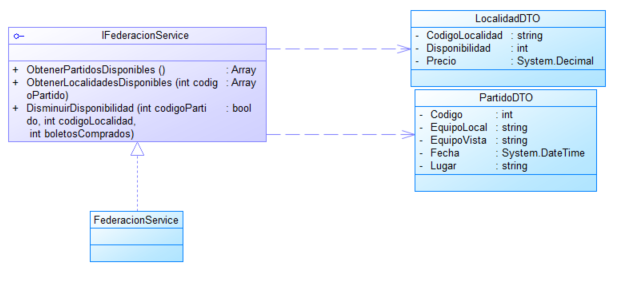 IFederacionService
+ ObtenerPartidosDisponibles () : Array
+ ObtenerLocalidadesDisponibles (int codig : Array
oPartido)
+ DisminuirDisponibilidad (int codigoParti : bool
do, int codigoLocalidad,
int boletosComprados)
FederacionService
LocalidadDTO
- CodigoLocalidad : string
- Disponibilidad : int
- Precio : System.Decimal
PartidoDTO
- Codigo : int
- EquipoLocal : string
- EquipoVista : string
- Fecha : System.DateTime
- Lugar : string